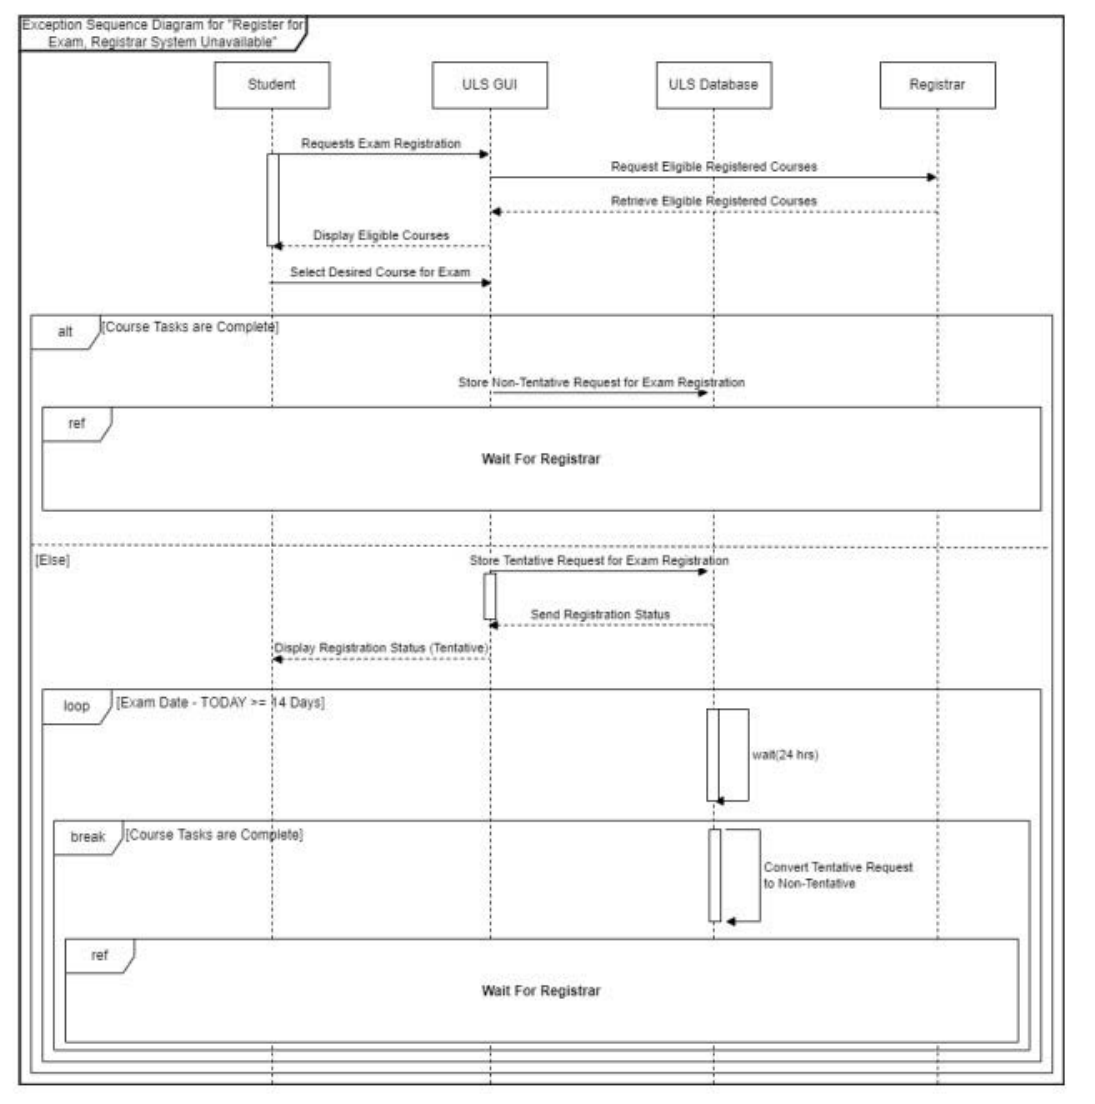 Exception Sequence Diagram for "Register for
Exam, Registrar System Unavailable"
Student
ULS GUI
ULS Database
Registrar
Requests Exam Registration
Request Eligible Registered Courses
Retrieve Eligible Registered Courses
Display Eligible Courses
Select Desired Course for Exam
alt
[Course Tasks are Complete]
Store Non-Tentative Request for Exam Registration
ref
Wait For Registrar
[Else]
Store Tentative Request for Exam Registration
Send Registration Status
Display Registration Status (Tentative)
loop
[Exam Date - TODAY >= 14 Days]
wait(24 hrs)
break
[Course Tasks are Complete]
Convert Tentative Request
to Non-Tentative
ref
Wait For Registrar